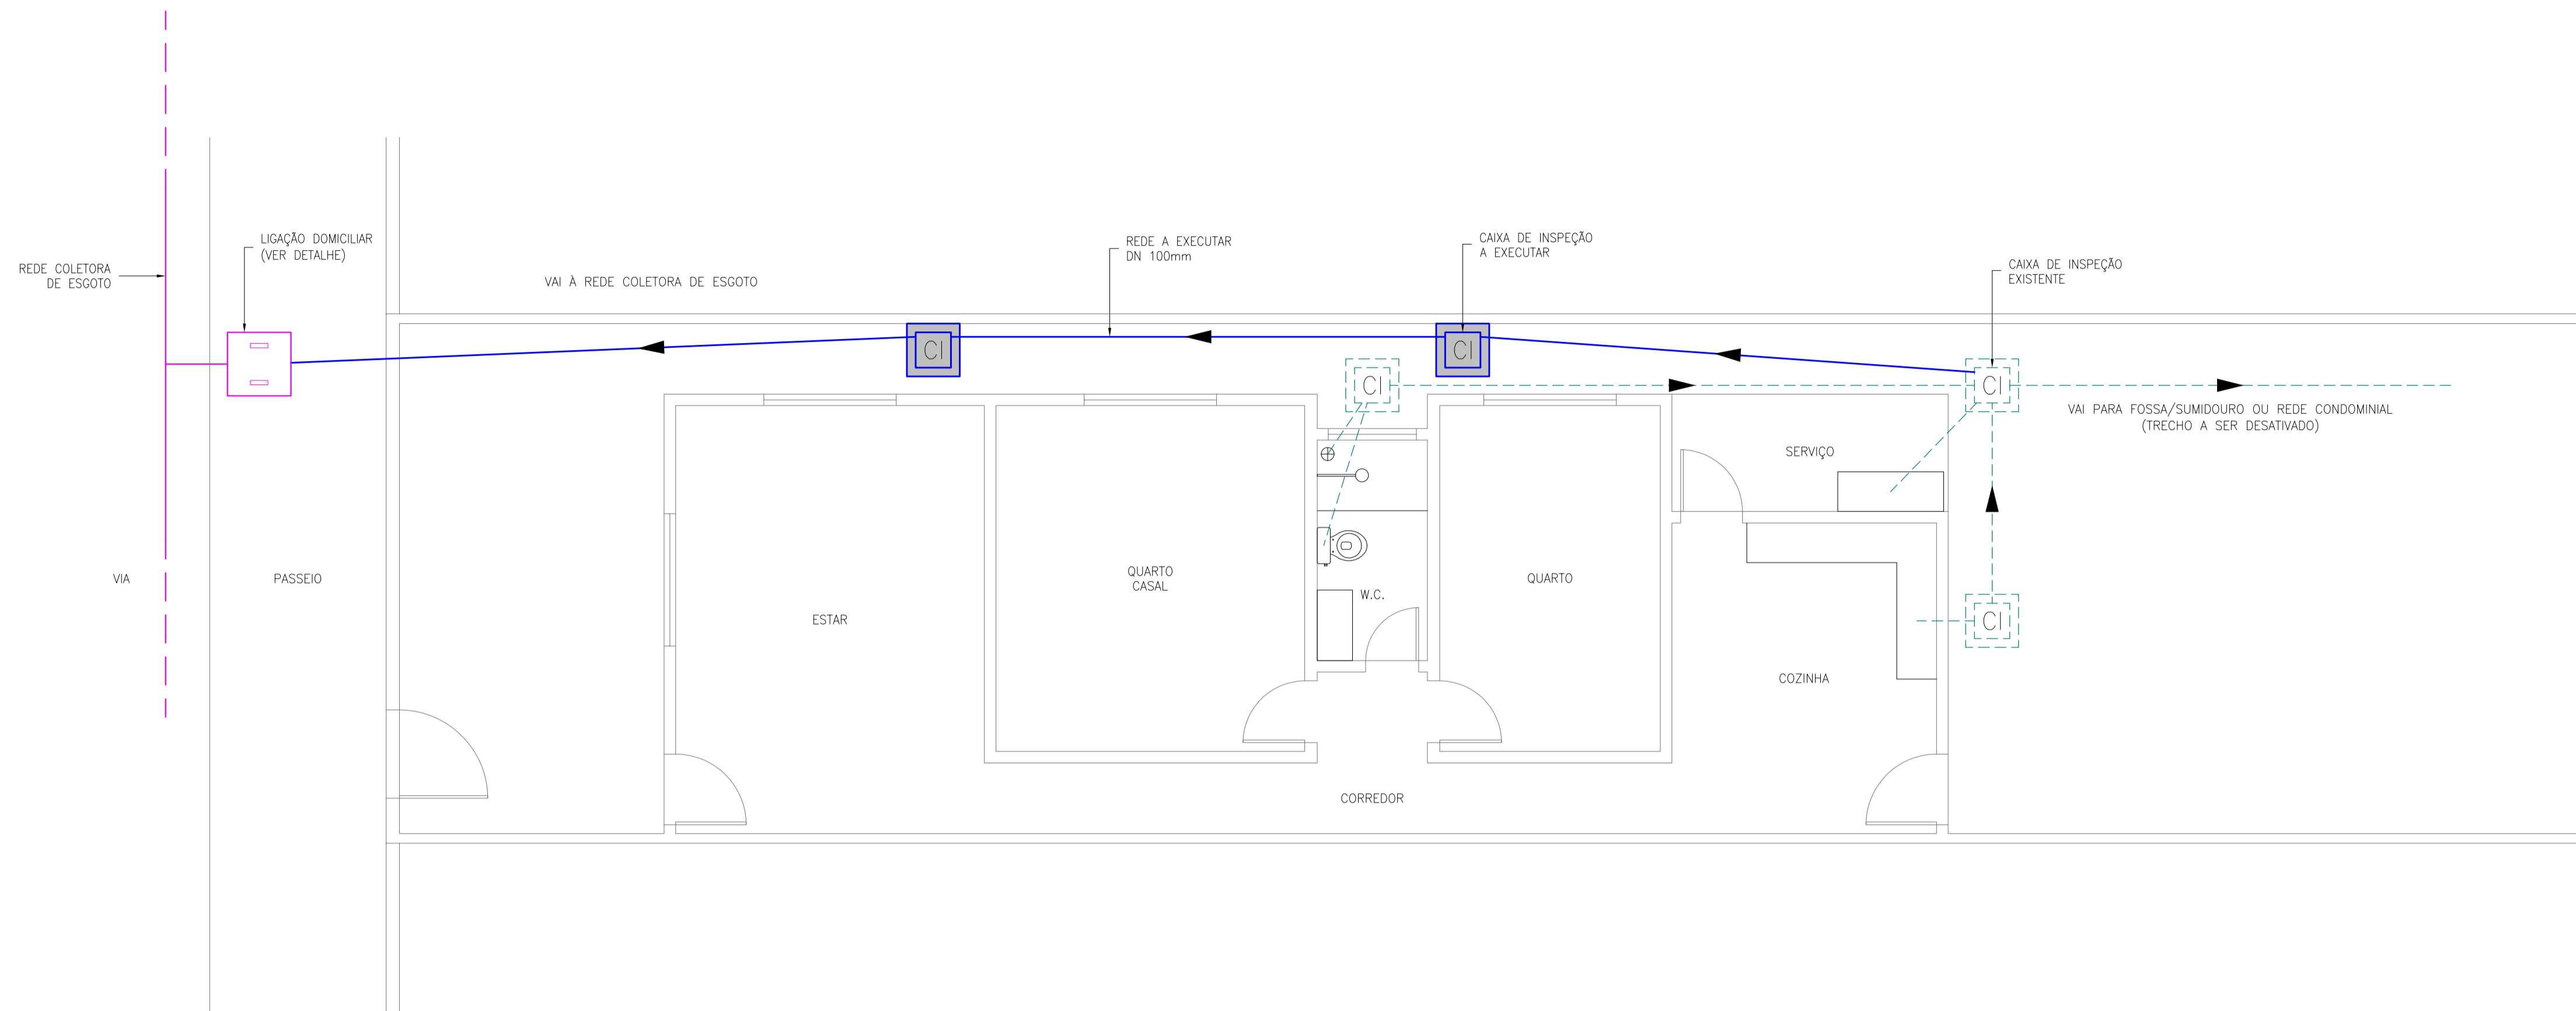 LIGAÇÃO DOMICILIAR
(VER DETALHE)
REDE COLETORA
DE ESGOTO
VAI À REDE COLETORA DE ESGOTO
REDE A EXECUTAR
DN 100mm
CAIXA DE INSPEÇÃO
A EXECUTAR
CAIXA DE INSPEÇÃO
EXISTENTE
CI
CI
CI
CI
VAI PARA FOSSA/SUMIDOURO OU REDE CONDOMINIAL
(TRECHO A SER DESATIVADO)
SERVIÇO
VIA
PASSEIO
ESTAR
QUARTO
CASAL
W.C.
QUARTO
CI
COZINHA
CORREDOR